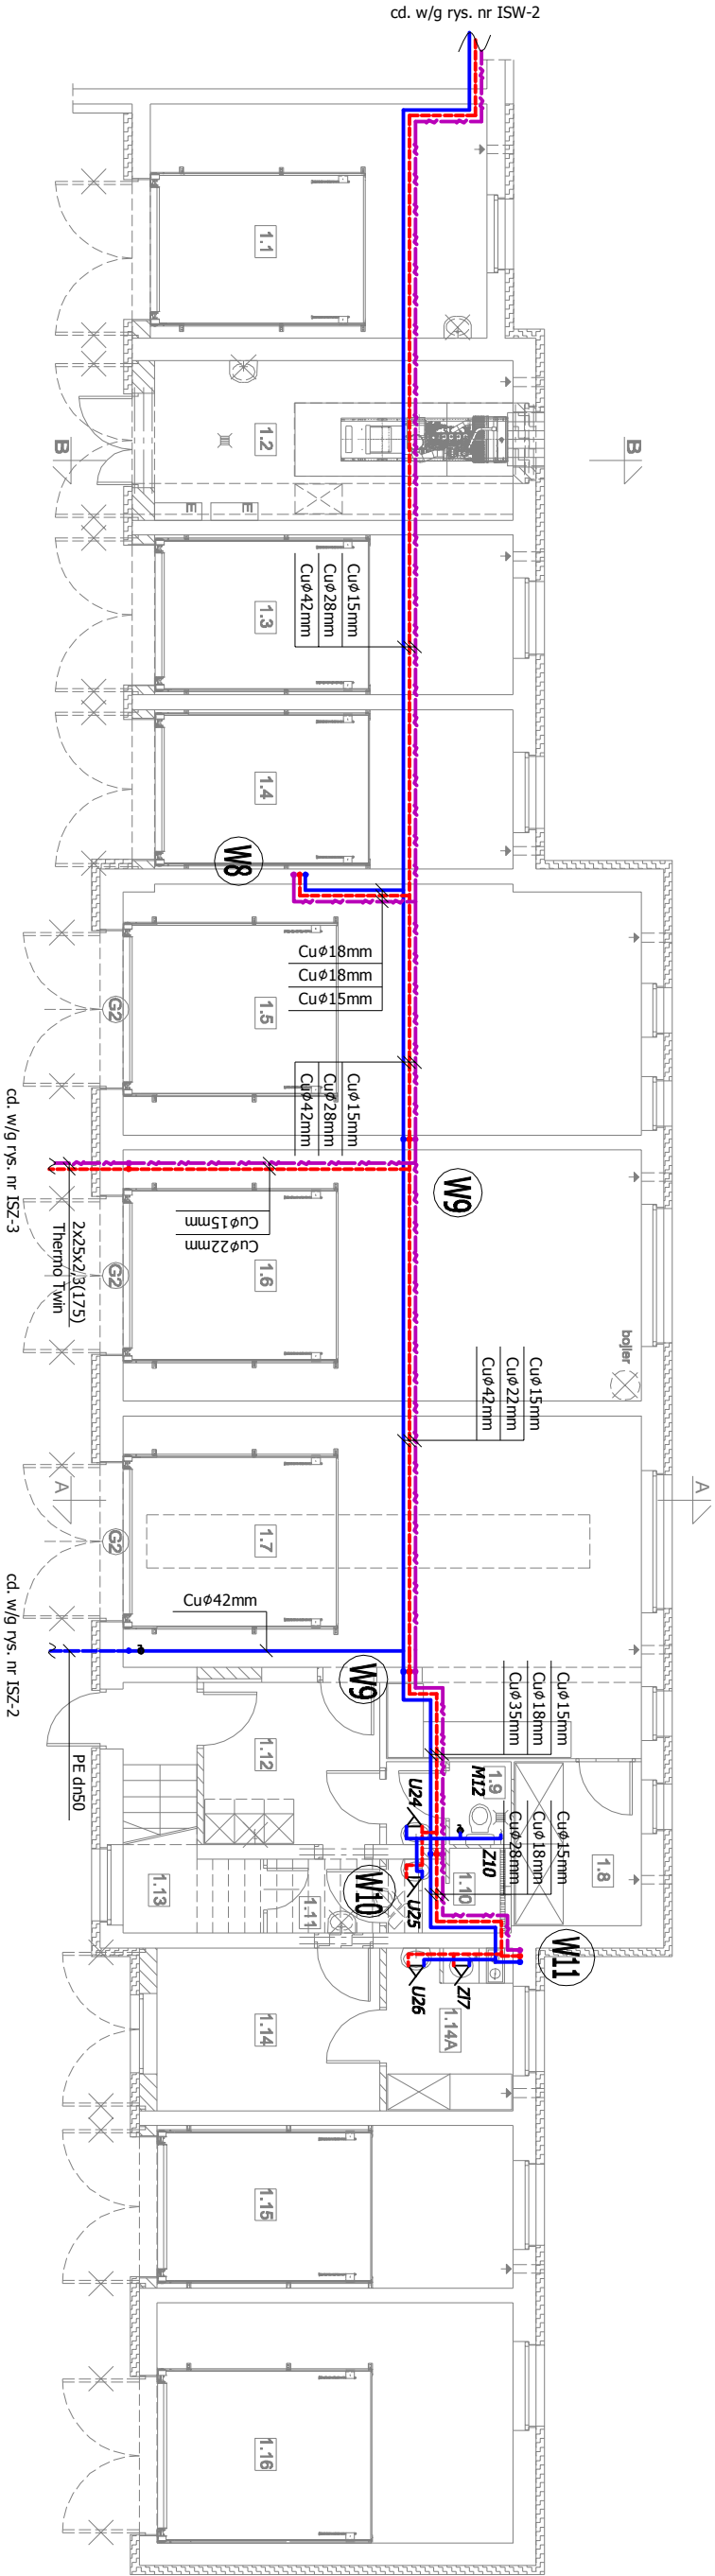 cd. w/g rys. nr ISW-2
1.1
B
B
1.2
E
E
Cuϕ15mm
Cuϕ28mm
Cuϕ42mm
1.3
1.4
W8
Cuϕ18mm
Cuϕ18mm
Cuϕ15mm
1.5
G2
Cuϕ15mm
Cuϕ28mm
Cuϕ42mm
cd. w/g rys. nr ISZ-3
W9
Cuϕ15mm
Cuϕ22mm
2x25x2,3(175)
Thermo Twin
1.6
G2
bojler
Cuϕ15mm
Cuϕ22mm
Cuϕ42mm
A
A
1.7
G2
cd. w/g rys. nr ISZ-2
Cuϕ42mm
W9
PE dn50
Cuϕ15mm
Cuϕ18mm
Cuϕ35mm
1.12
1.9
M12
U24
Cuϕ15mm
Cuϕ18mm
Cuϕ28mm
Z10
1.8
1.10
W10
U25
1.11
1.13
W11
U26
Z17
1.14
1.14A
1.15
1.16